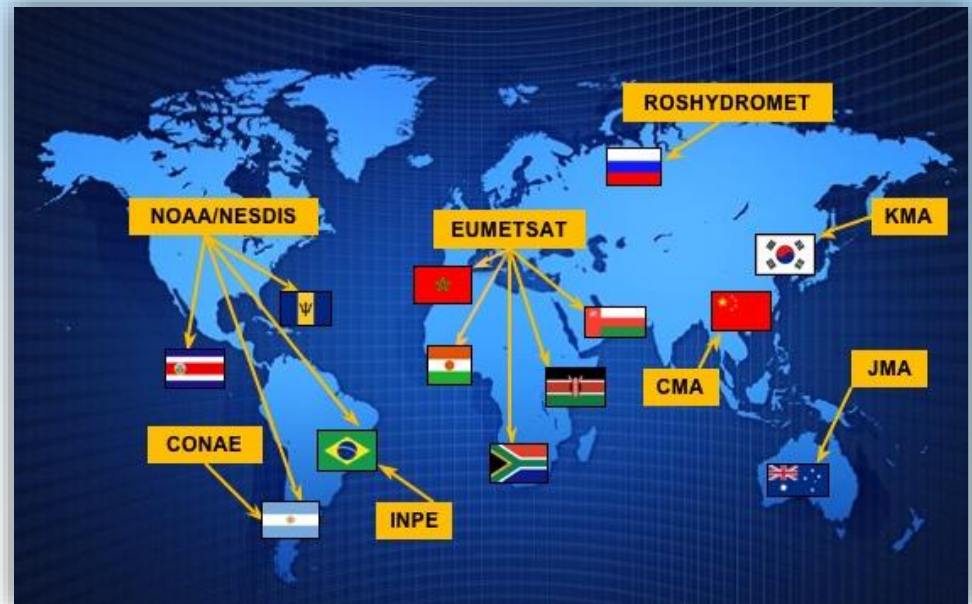 ROSHYDROMET
NOAA/NESDIS
EUMETSAT
KMA
CMA
JMA
CONAE
INPE